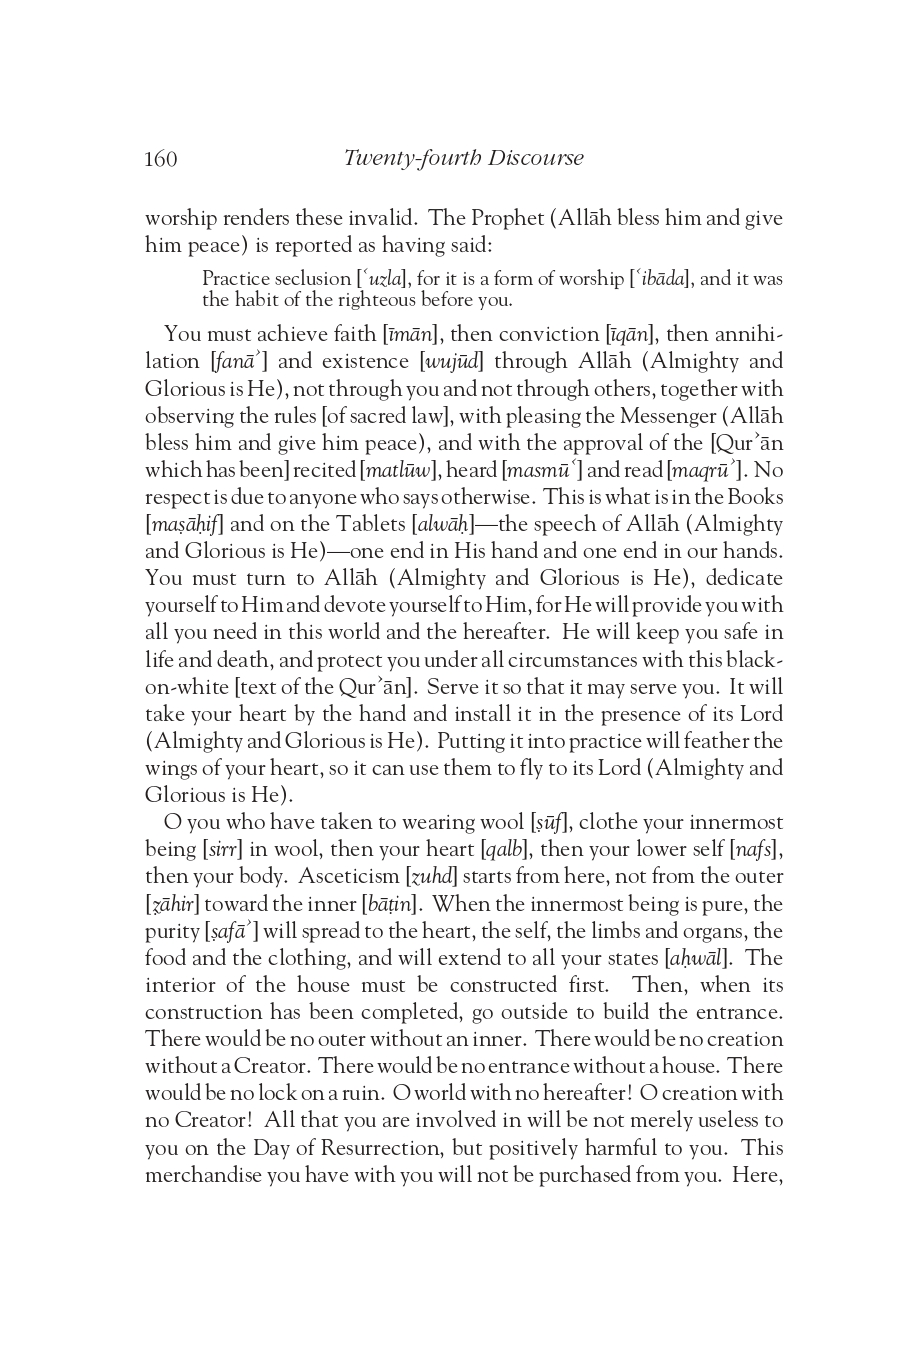 160 Twenty-fourth Discourse
worship renders these invalid. The Prophet (Allāh bless him and give
him peace) is reported as having said:
Practice seclusion [ʿuzla], for it is a form of worship [ʿibāda], and it was
the habit of the righteous before you.
You must achieve faith [īmān], then conviction [īqān], then annihi-
lation [fanāʾ] and existence [wujūd] through Allāh (Almighty and
Glorious is He), not through you and not through others, together with
observing the rules [of sacred law], with pleasing the Messenger (Allāh
bless him and give him peace), and with the approval of the [Qurʾān
which has been] recited [matlūw], heard [masmūʿ] and read [maqrūʾ]. No
respect is due to anyone who says otherwise. This is what is in the Books
[maṣāḥif] and on the Tablets [alwāḥ]—the speech of Allāh (Almighty
and Glorious is He)—one end in His hand and one end in our hands.
You must turn to Allāh (Almighty and Glorious is He), dedicate
yourself to Him and devote yourself to Him, for He will provide you with
all you need in this world and the hereafter. He will keep you safe in
life and death, and protect you under all circumstances with this black-
on-white [text of the Qurʾān]. Serve it so that it may serve you. It will
take your heart by the hand and install it in the presence of its Lord
(Almighty and Glorious is He). Putting it into practice will feather the
wings of your heart, so it can use them to fly to its Lord (Almighty and
Glorious is He).
O you who have taken to wearing wool [ṣūf], clothe your innermost
being [sirr] in wool, then your heart [qalb], then your lower self [nafs],
then your body. Asceticism [zuhd] starts from here, not from the outer
[ẓāhir] toward the inner [bāṭin]. When the innermost being is pure, the
purity [ṣafāʾ] will spread to the heart, the self, the limbs and organs, the
food and the clothing, and will extend to all your states [aḥwāl]. The
interior of the house must be constructed first. Then, when its
construction has been completed, go outside to build the entrance.
There would be no outer without an inner. There would be no creation
without a Creator. There would be no entrance without a house. There
would be no lock on a ruin. O world with no hereafter! O creation with
no Creator! All that you are involved in will be not merely useless to
you on the Day of Resurrection, but positively harmful to you. This
merchandise you have with you will not be purchased from you. Here,